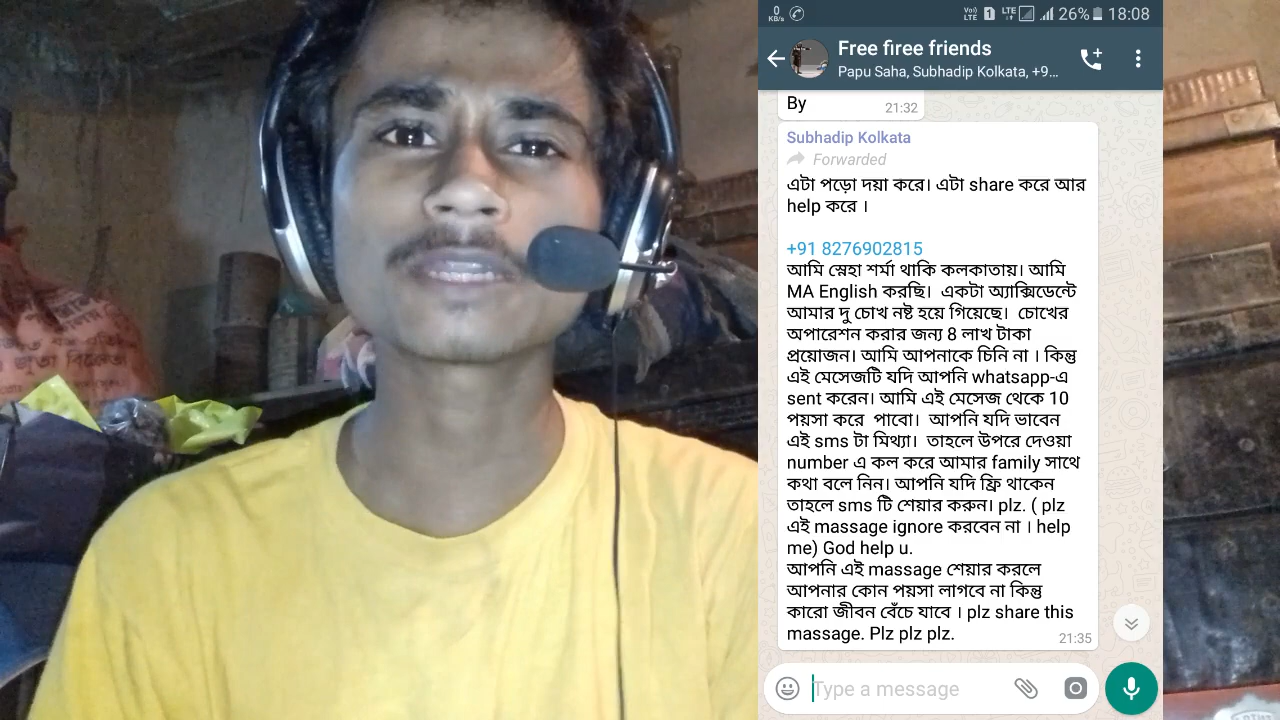 0
KB/s
VoI)
LTE
1
LTE
26%
18:08
Free firee friends
Papu Saha, Subhadip Kolkata, +9...
By
21:32
Subhadip Kolkata
Forwarded
এটা পড়ো দয়া করে। এটা share করে আর
help করে ।
+91 8276902815
আমি স্নেহা শর্মা থাকি কলকাতায়। আমি
MA English করছি। একটা অ্যাক্সিডেন্টে
আমার দু চোখ নষ্ট হয়ে গিয়েছে। চোখের
অপারেশন করার জন্য 8 লাখ টাকা
প্রয়োজন। আমি আপনাকে চিনি না । কিন্তু
এই মেসেজটি যদি আপনি whatsapp-এ
sent করেন। আমি এই মেসেজ থেকে 10
পয়সা করে পাবো। আপনি যদি ভাবেন
এই sms টা মিথ্যা। তাহলে উপরে দেওয়া
number এ কল করে আমার family সাথে
কথা বলে নিন। আপনি যদি ফ্রি থাকেন
তাহলে sms টি শেয়ার করুন। plz. ( plz
এই massage ignore করবেন না । help
me) God help u.
আপনি এই massage শেয়ার করলে
আপনার কোন পয়সা লাগবে না কিন্তু
কারো জীবন বেঁচে যাবে । plz share this
massage. Plz plz plz.
21:35
Type a message